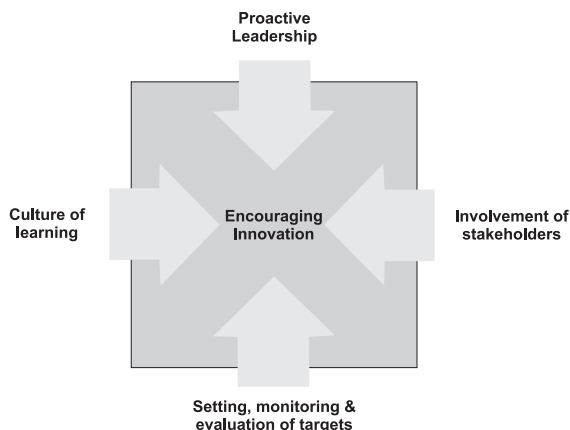 Proactive
Leadership
Culture of
learning
Encouraging
Innovation
Involvement of
stakeholders
Setting, monitoring &
evaluation of targets